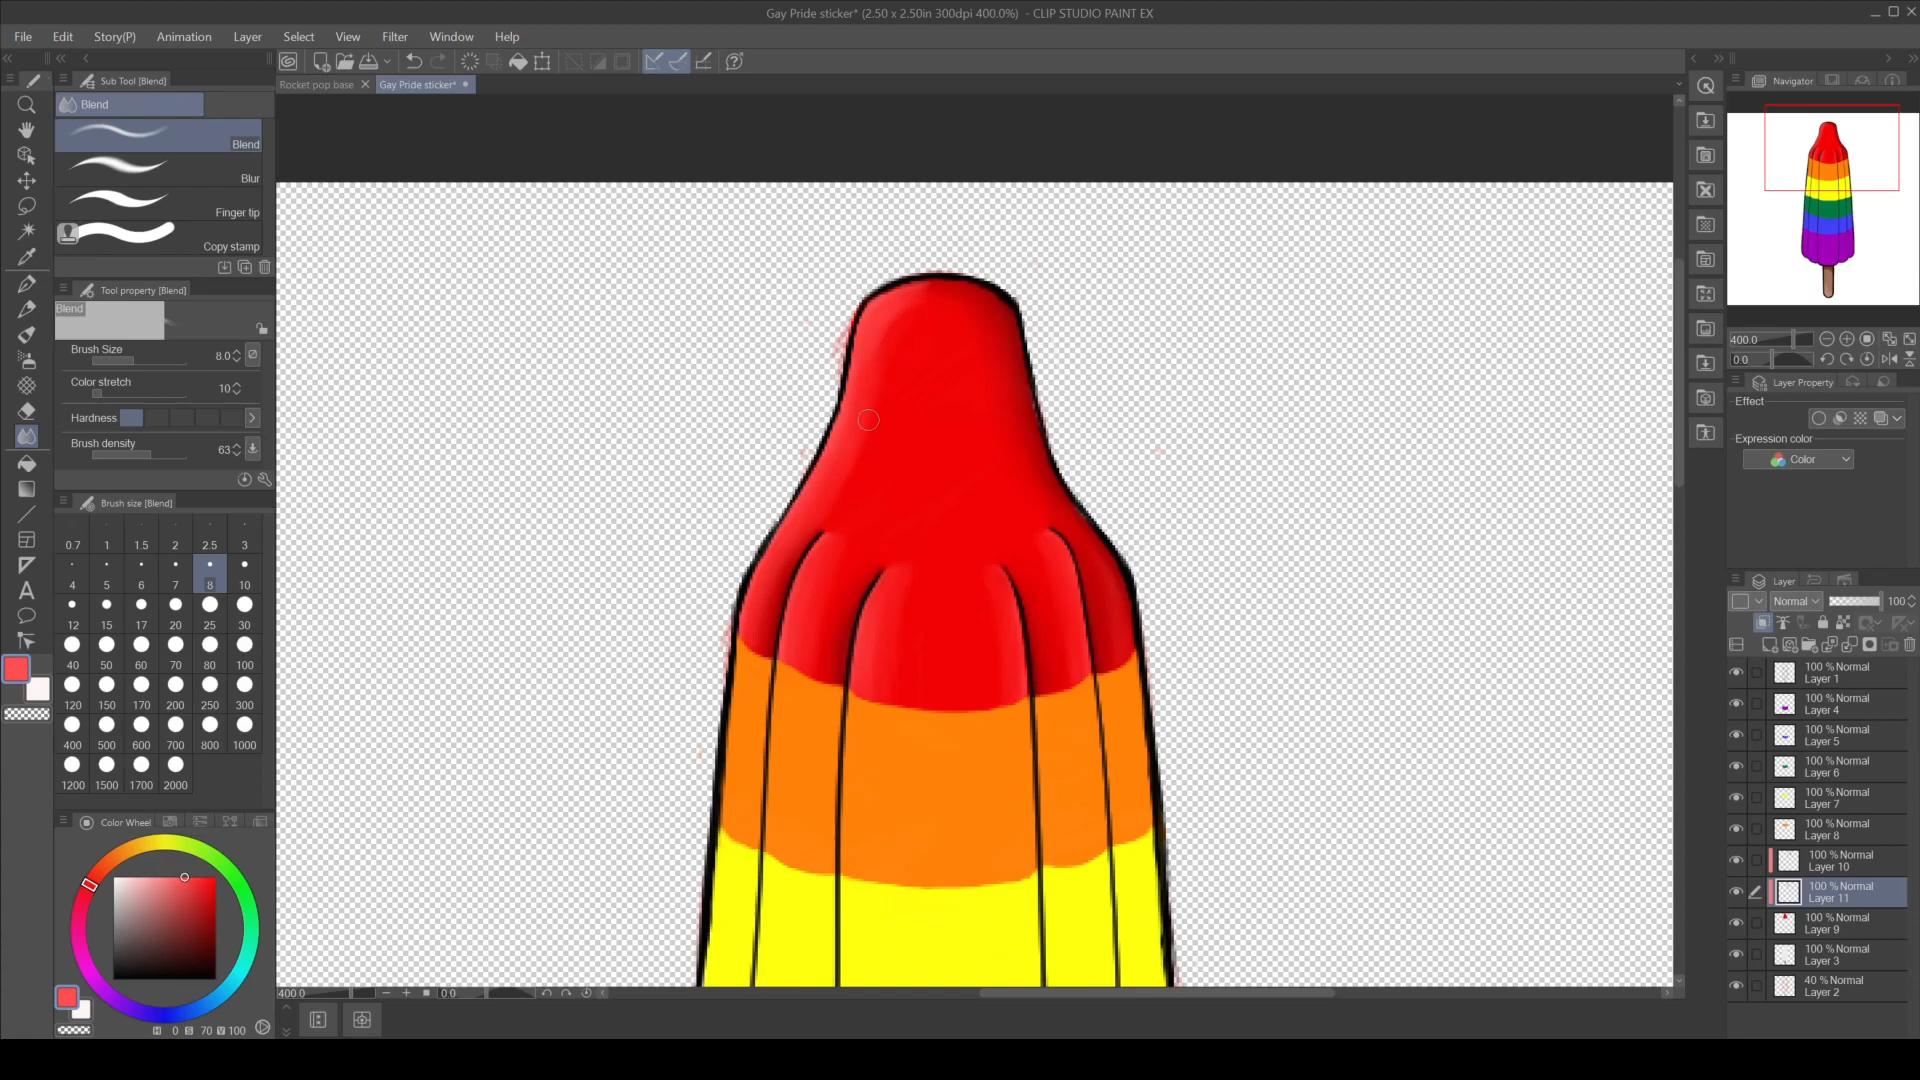 Gay Pride sticker* (2.50 x 2.50in 300dpi 400.0%)  - CLIP STUDIO PAINT EX
File Edit Story(P) Animation Layer Select View Filter Window Help
Sub Tool [Blend]
Rocket pop base
Gay Pride sticker*
Navigator
Blend
Blend
Blur
Finger tip
Copy stamp
Tool property [Blend]
Blend
Brush Size 8.0
Color stretch 10
Hardness
Brush density 63
Brush size [Blend]
0.7 1 1.5 2 2.5 3
4 5 6 7 8 10
12 15 17 20 25 30
40 50 60 70 80 100
120 150 170 200 250 300
400 500 600 700 800 1000
1200 1500 1700 2000
Color Wheel
H 0 S 70 V 100
400.0 0.0
400.0
0.0
Layer Property
Effect
Expression color
Color
Layer
Normal 100
100 % Normal
Layer 1
100 % Normal
Layer 4
100 % Normal
Layer 5
100 % Normal
Layer 6
100 % Normal
Layer 7
100 % Normal
Layer 8
100 % Normal
Layer 10
100 % Normal
Layer 11
100 % Normal
Layer 9
100 % Normal
Layer 3
40 % Normal
Layer 2